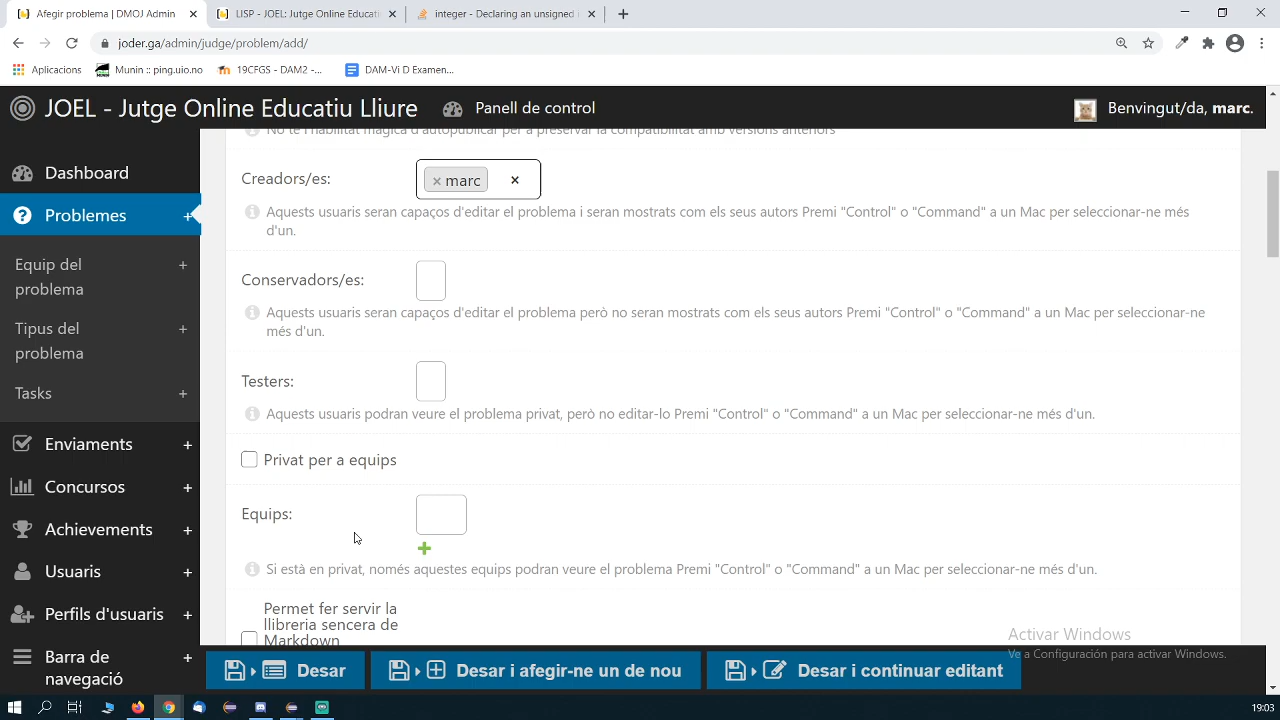 Afegir problema | DMOJ Admin
LISP - JOEL: Jutge Online Educati
integer - Declaring an unsigned i
joder.ga/admin/judge/problem/add/
Aplicacions
Munin :: ping.uio.no
19CFGS - DAM2 -...
DAM-Vi D Examen...
JOEL - Jutge Online Educatiu Lliure
Panell de control
Benvingut/da, marc.
No té l'habilitat màgica d'autopublicar per a preservar la compatibilitat amb versions anteriors
Dashboard
Problemes +
Equip del problema +
Tipus del problema +
Tasks +
Enviaments +
Concursos +
Achievements +
Usuaris +
Perfils d'usuaris +
Barra de navegació +
Creadors/es:
× marc ×
Aquests usuaris seran capaços d'editar el problema i seran mostrats com els seus autors Premi "Control" o "Command" a un Mac per seleccionar-ne més
d'un.
Conservadors/es:
Aquests usuaris seran capaços d'editar el problema però no seran mostrats com els seus autors Premi "Control" o "Command" a un Mac per seleccionar-ne
més d'un.
Testers:
Aquests usuaris podran veure el problema privat, però no editar-lo Premi "Control" o "Command" a un Mac per seleccionar-ne més d'un.
Privat per a equips
Equips:
Si està en privat, només aquestes equips podran veure el problema Premi "Control" o "Command" a un Mac per seleccionar-ne més d'un.
Permet fer servir la
llibreria sencera de
Markdown
Activar Windows
Ve a Configuración para activar Windows.
Desar
Desar i afegir-ne un de nou
Desar i continuar editant
19:03